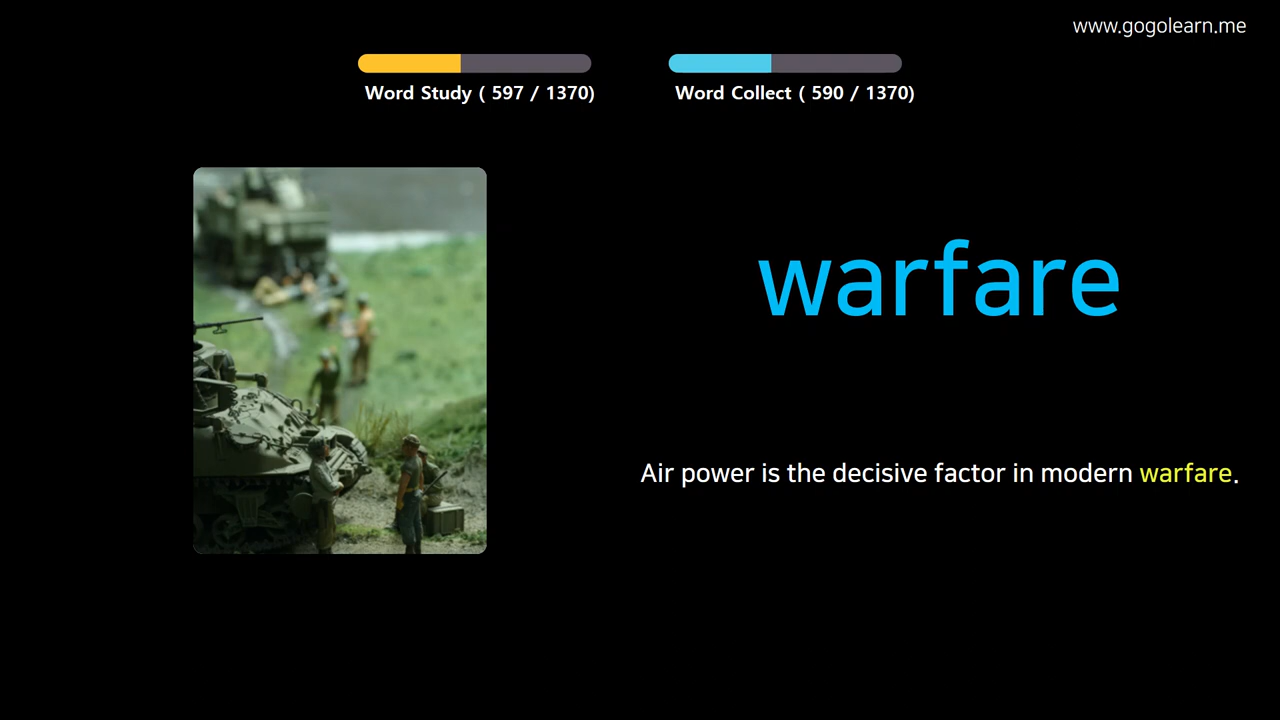 www.gogolearn.me
Word Study ( 597 / 1370)
Word Collect ( 590 / 1370)
warfare
Air power is the decisive factor in modern warfare.